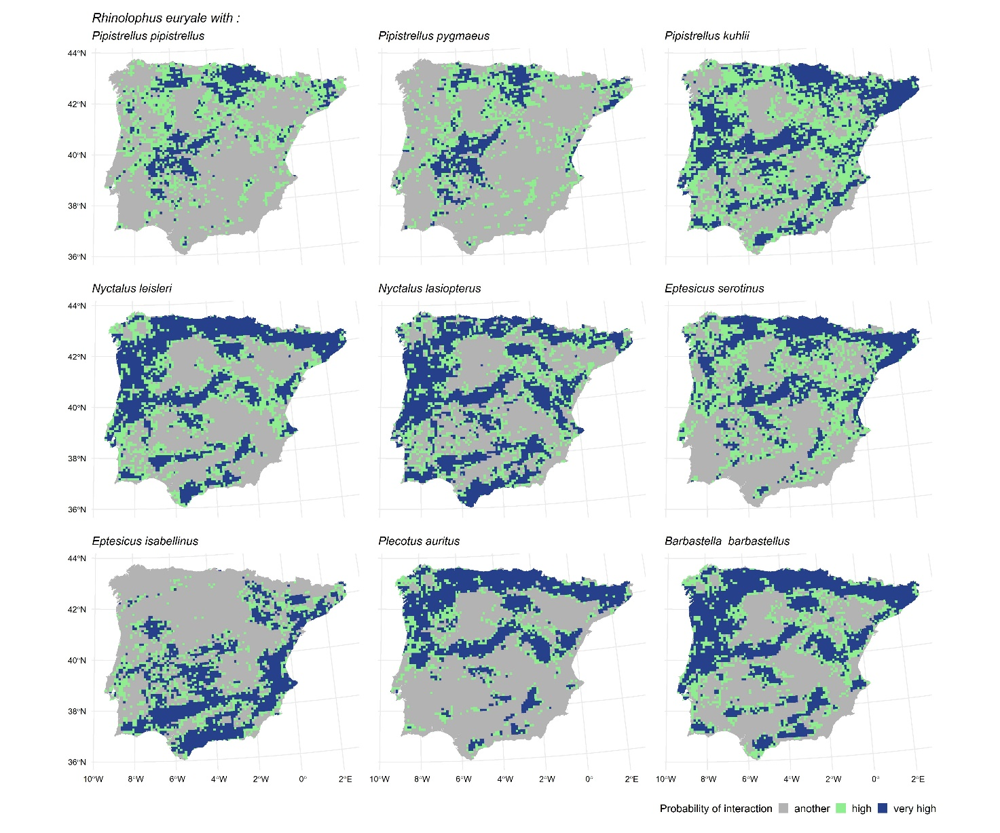 Rhinolophus euryale with :
Pipistrellus pipistrellus
Pipistrellus pygmaeus
Pipistrellus kuhlii
44°N
42°N
40°N
38°N
36°N
Nyctalus leisleri
Nyctalus lasiopterus
Eptesicus serotinus
44°N
42°N
40°N
38°N
36°N
Eptesicus isabellinus
Plecotus auritus
Barbastella  barbastellus
44°N
42°N
40°N
38°N
36°N
10°W 8°W 6°W 4°W 2°W 0° 2°E
10°W 8°W 6°W 4°W 2°W 0° 2°E
10°W 8°W 6°W 4°W 2°W 0° 2°E
Probability of interaction another high very high